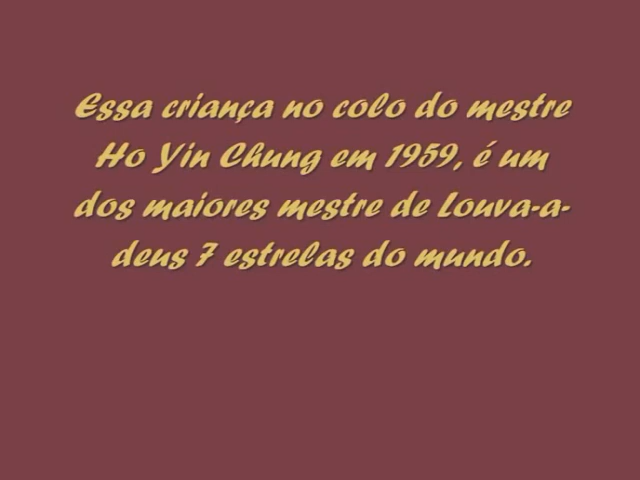 Essa criança no colo do mestre
Ho Yin Chung em 1959, é um
dos maiores mestre de Louva-a-
deus 7 estrelas do mundo.